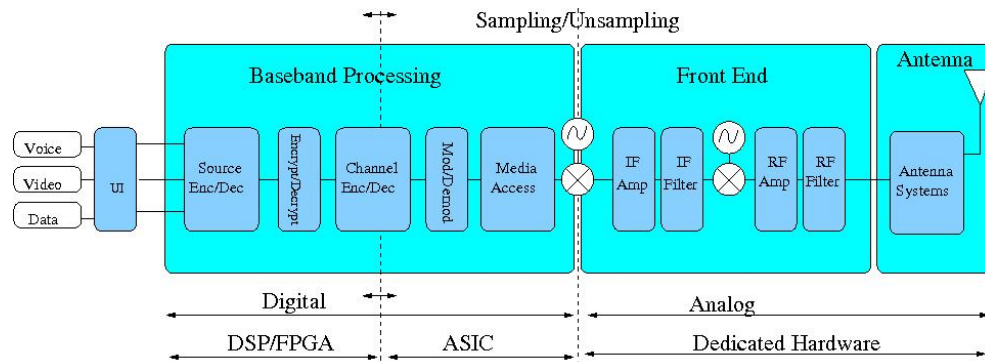 Sampling/Unsampling
Baseband Processing
Front End
Antenna
Voice
Video
Data
UI
Source
Enc/Dec
Encrypt/Decrypt
Channel
Enc/Dec
Mod/Demod
Media
Access
IF
Amp
IF
Filter
RF
Amp
RF
Filter
Antenna
Systems
Digital
Analog
DSP/FPGA
ASIC
Dedicated Hardware